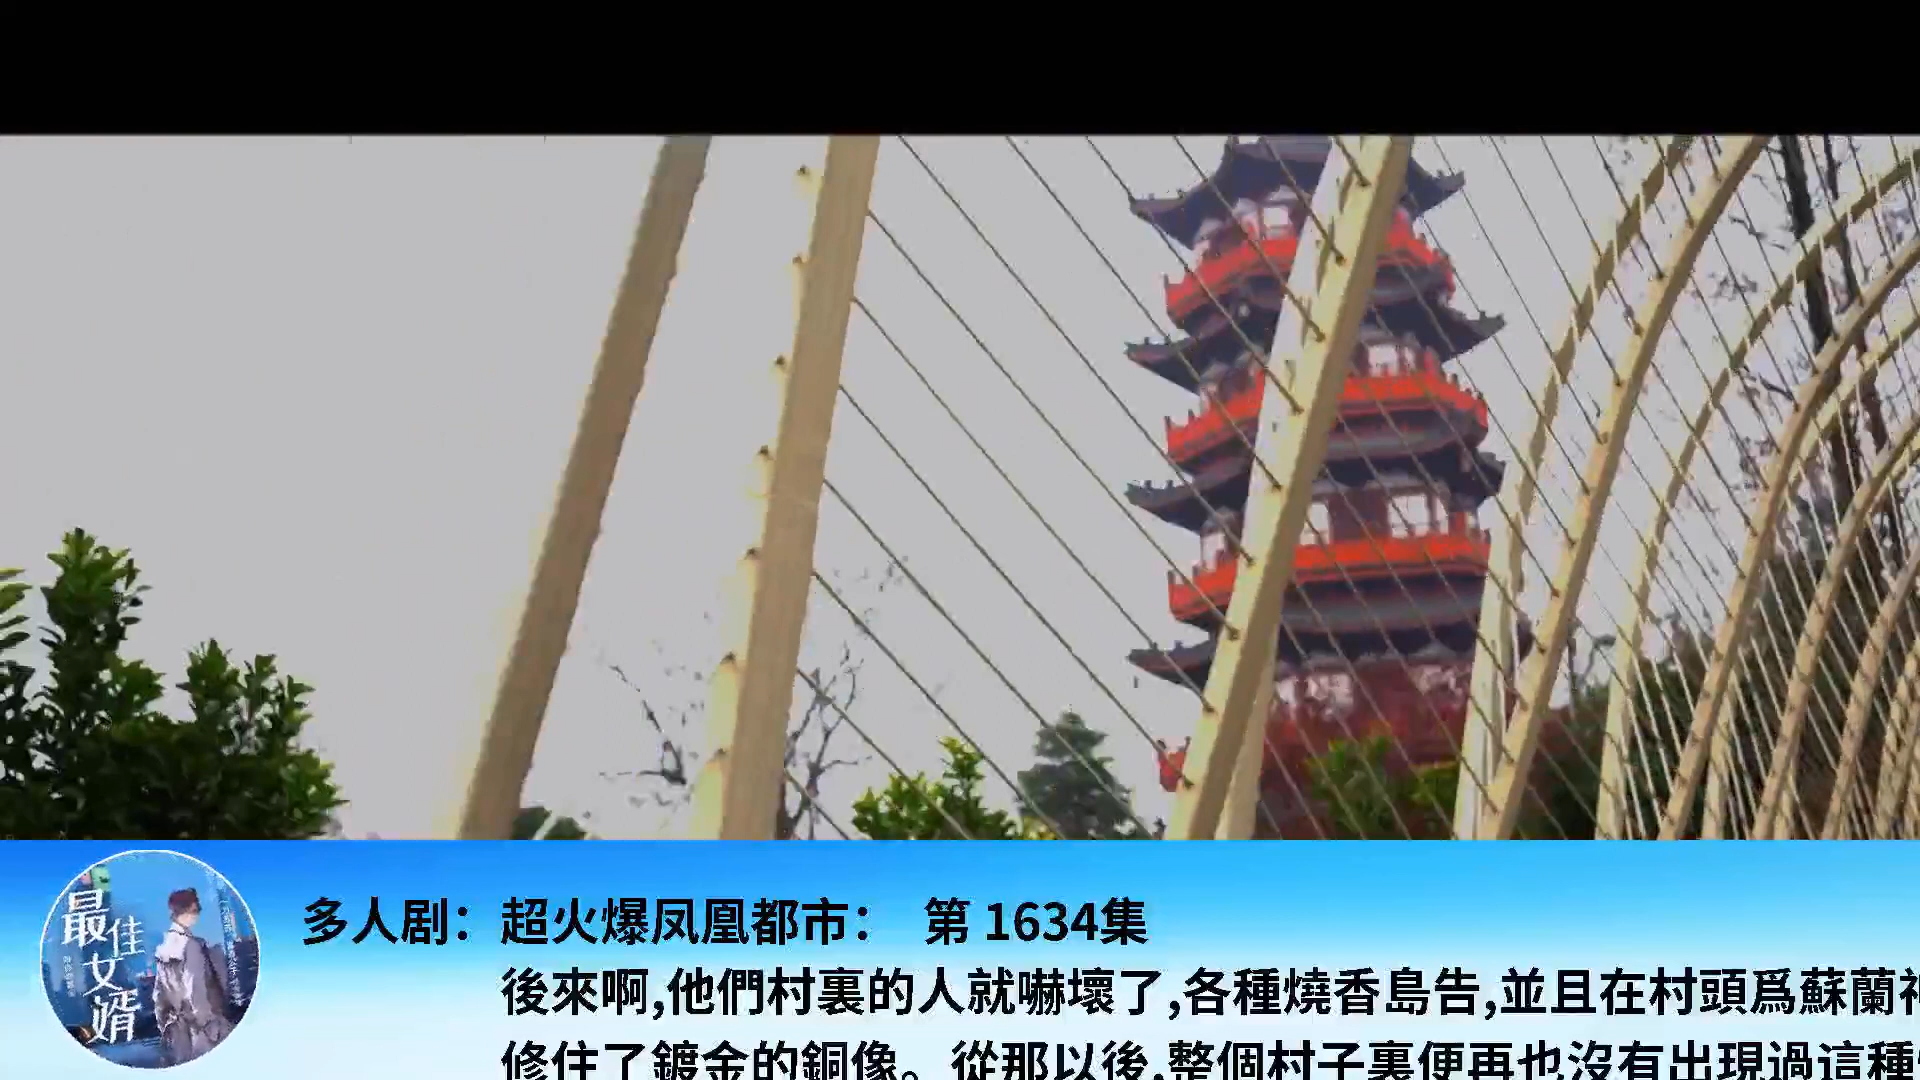 最佳女婿
多人剧：超火爆凤凰都市： 第 1634集
後來啊,他們村裏的人就嚇壞了,各種燒香島告,並且在村頭爲蘇蘭神
修住了鍍金的銅像。從那以後,整個村子裏便再也沒有出現過這種